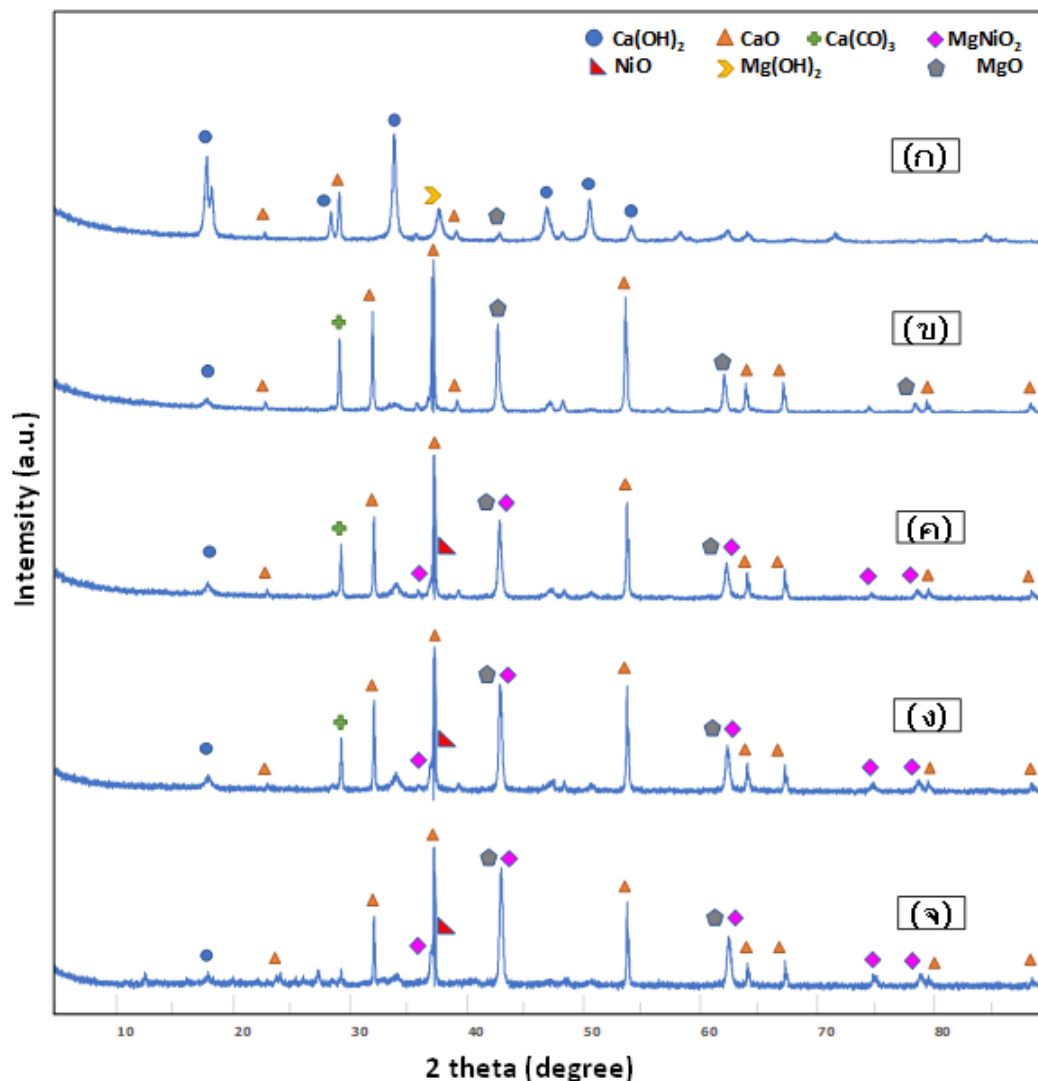 Ca(OH)₂ CaO Ca(CO)₃ MgNiO₂
NiO Mg(OH)₂ MgO
(ก)
(ข)
(ค)
(ง)
(จ)
Intemsity (a.u.)
10 20 30 40 50 60 70 80
2 theta (degree)